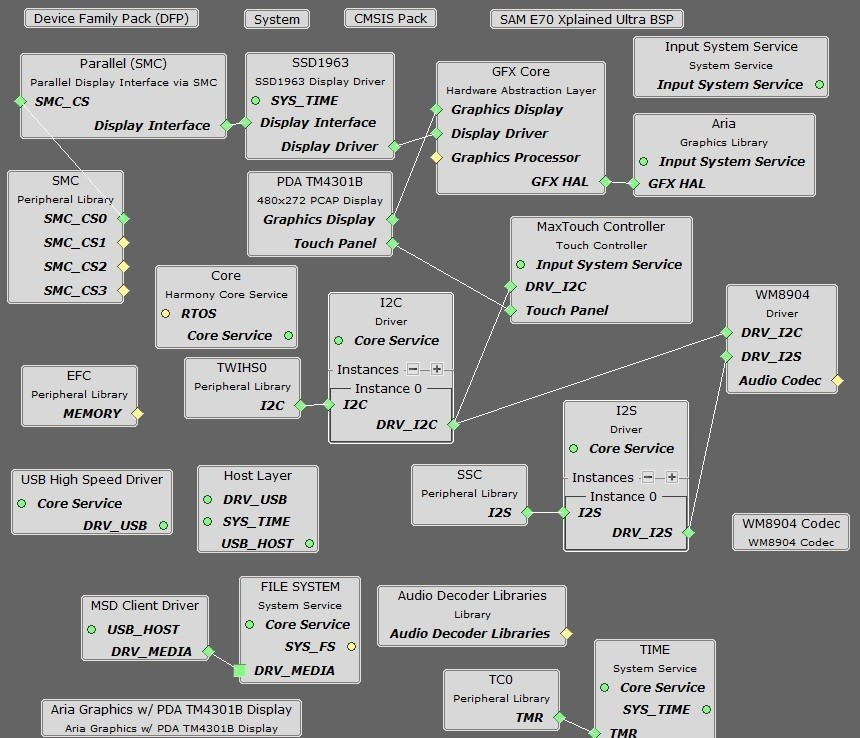 Device Family Pack (DFP)
System
CMSIS Pack
SAM E70 Xplained Ultra BSP
Parallel (SMC)
Parallel Display Interface via SMC
SMC_CS
Display Interface
SSD1963
SSD1963 Display Driver
SYS_TIME
Display Interface
Display Driver
GFX Core
Hardware Abstraction Layer
Graphics Display
Display Driver
Graphics Processor
GFX HAL
Input System Service
System Service
Input System Service
Aria
Graphics Library
Input System Service
GFX HAL
SMC
Peripheral Library
SMC_CS0
SMC_CS1
SMC_CS2
SMC_CS3
PDA TM4301B
480x272 PCAP Display
Graphics Display
Touch Panel
MaxTouch Controller
Touch Controller
Input System Service
DRV_I2C
Touch Panel
Core
Harmony Core Service
RTOS
Core Service
I2C
Driver
Core Service
Instances
Instance 0
I2C
DRV_I2C
WM8904
Driver
DRV_I2C
DRV_I2S
Audio Codec
EFC
Peripheral Library
MEMORY
TWIHS0
Peripheral Library
I2C
I2S
Driver
Core Service
Instances
Instance 0
I2S
DRV_I2S
USB High Speed Driver
Core Service
DRV_USB
Host Layer
DRV_USB
SYS_TIME
USB_HOST
SSC
Peripheral Library
I2S
WM8904 Codec
WM8904 Codec
MSD Client Driver
USB_HOST
DRV_MEDIA
FILE SYSTEM
System Service
Core Service
SYS_FS
DRV_MEDIA
Audio Decoder Libraries
Library
Audio Decoder Libraries
TC0
Peripheral Library
TMR
TIME
System Service
Core Service
SYS_TIME
TMR
Aria Graphics w/ PDA TM4301B Display
Aria Graphics w/ PDA TM4301B Display